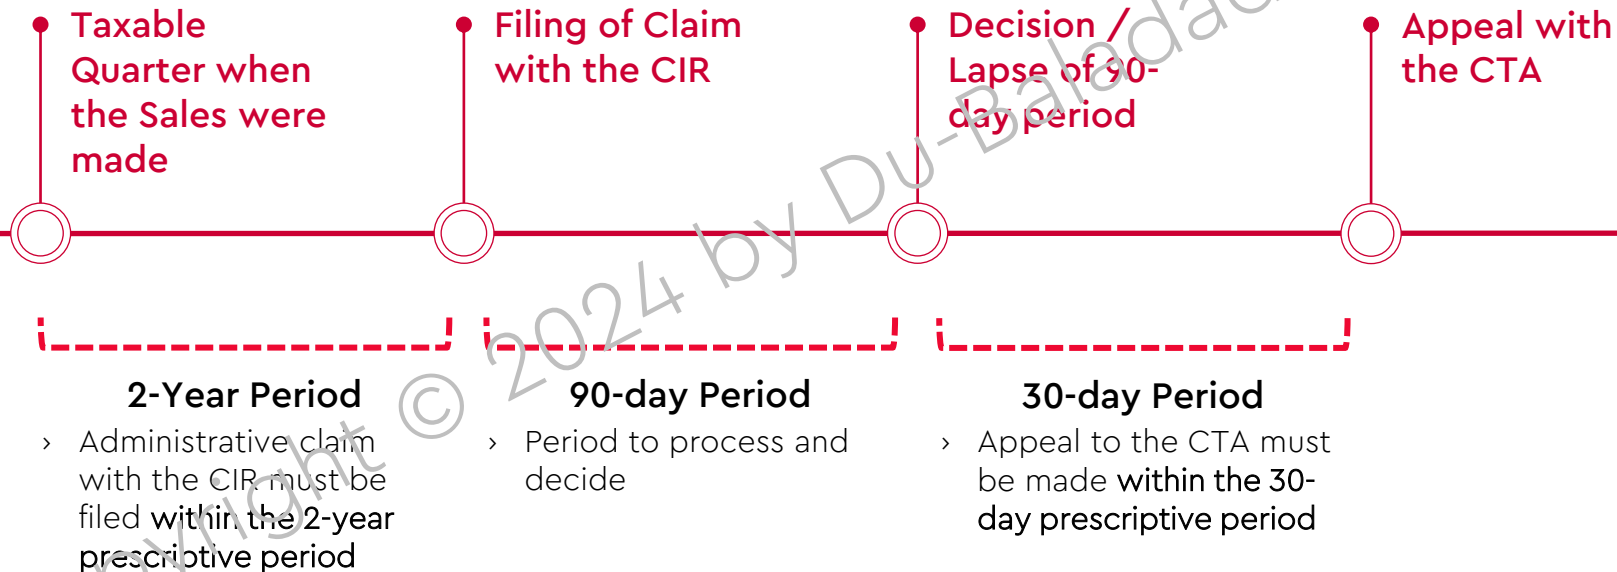 Taxable
Quarter when
the Sales were
made
Filing of Claim
with the CIR
Decision /
Lapse of 90-
day period
Appeal with
the CTA
2-Year Period
› Administrative claim
with the CIR must be
filed within the 2-year
prescriptive period
90-day Period
› Period to process and
decide
30-day Period
› Appeal to the CTA must
be made within the 30-
day prescriptive period
© 2024 by Du-Baladad